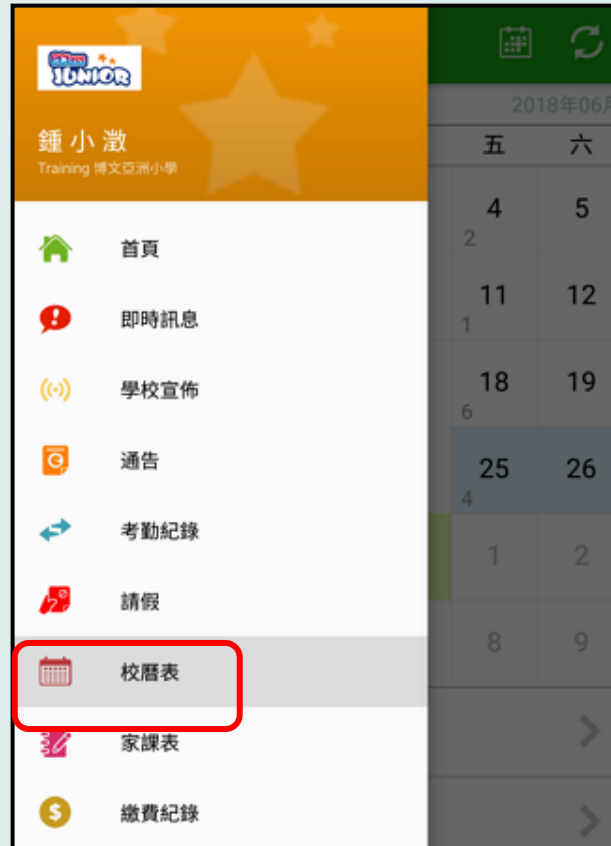 JUNIOR
鍾小澂
Training 博文亞洲小學
首頁
即時訊息
學校宣佈
通告
考勤紀錄
請假
校曆表
家課表
繳費紀錄
2018年06月
五 六
4 5
2
11 12
1
18 19
6
25 26
4
1 2
8 9